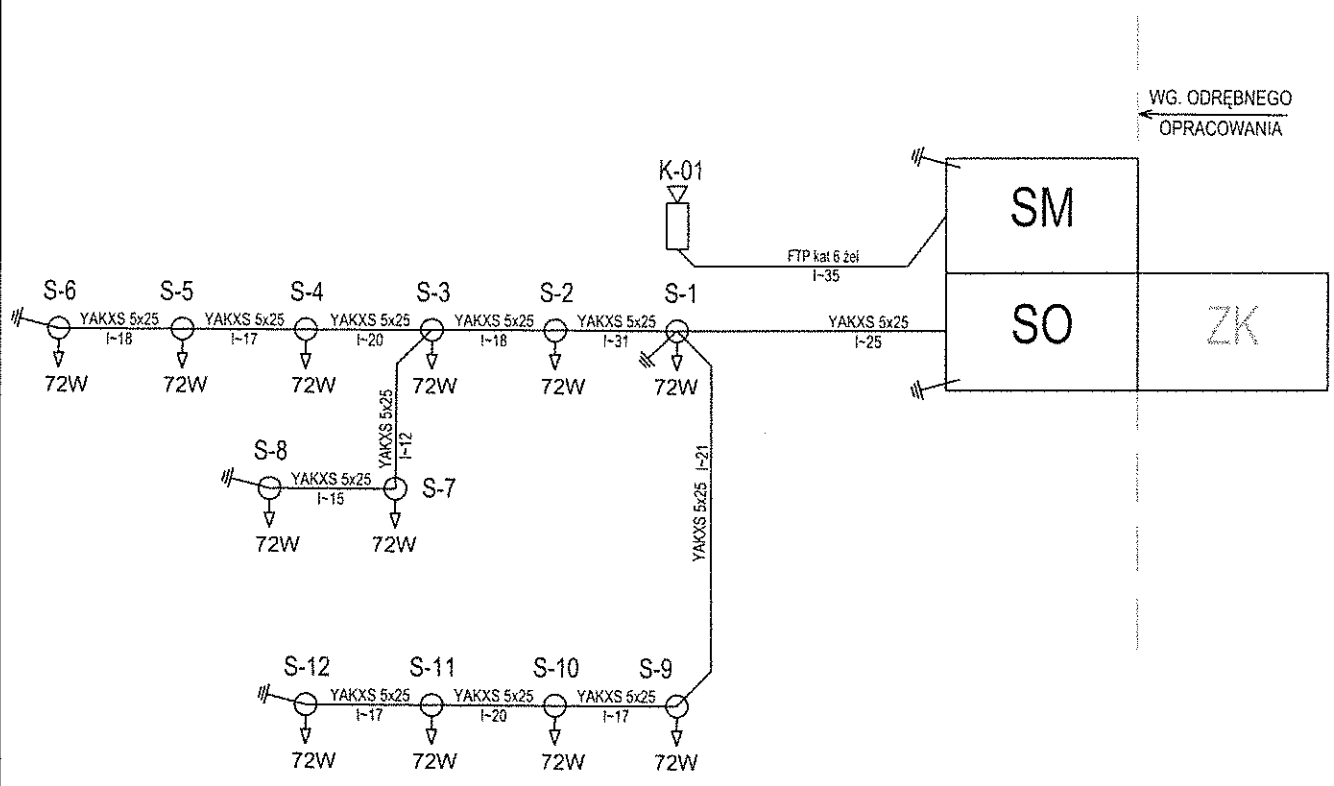 WG. ODRĘBNEGO
OPRACOWANIA
K-01
SM
FTP kat 6 żel
l~35
S-6
S-5
S-4
S-3
S-2
S-1
YAKXS 5x25
l~18
YAKXS 5x25
l~17
YAKXS 5x25
l~20
YAKXS 5x25
l~18
YAKXS 5x25
l~31
YAKXS 5x25
l~25
SO
ZK
72W
72W
72W
72W
72W
72W
YAKXS 5x25
l~12
S-8
YAKXS 5x25
l~15
S-7
72W
72W
YAKXS 5x25 l~21
S-12
S-11
S-10
S-9
YAKXS 5x25
l~17
YAKXS 5x25
l~20
YAKXS 5x25
l~17
72W
72W
72W
72W